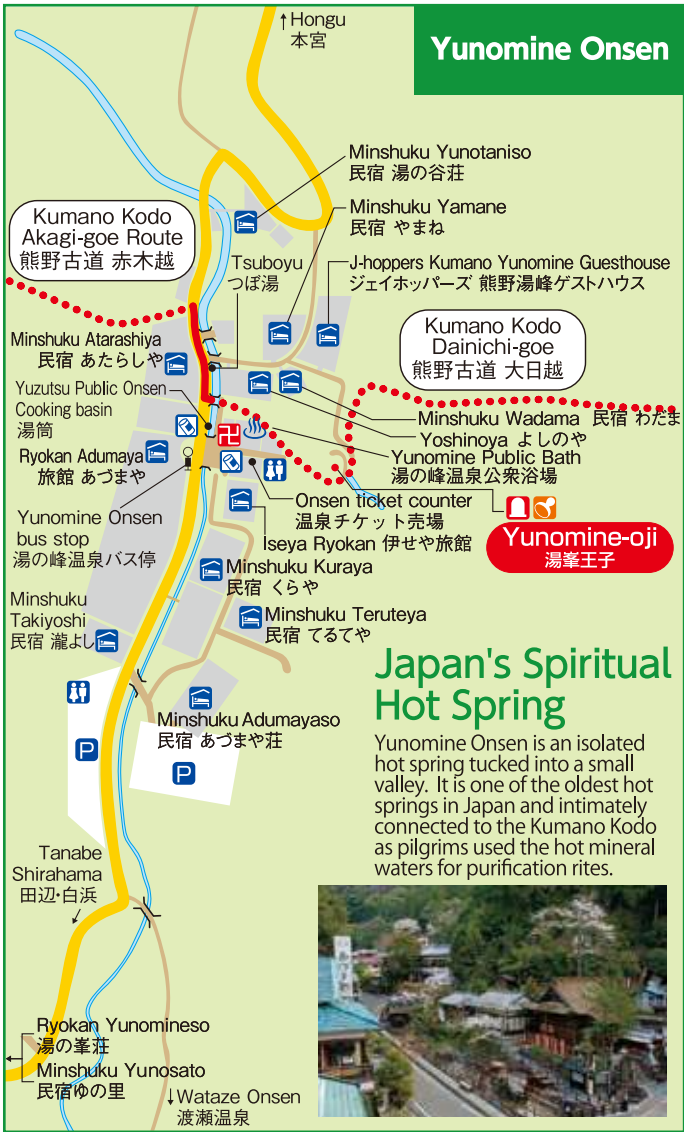 ↑Hongu
本宮
Yunomine Onsen
Minshuku Yunotaniso
民宿 湯の谷荘
Minshuku Yamane
民宿 やまね
Kumano Kodo
Akagi-goe Route
熊野古道 赤木越
Tsuboyu
つぼ湯
J-hoppers Kumano Yunomine Guesthouse
ジェイホッパーズ 熊野湯峰ゲストハウス
Kumano Kodo
Dainichi-goe
熊野古道 大日越
Minshuku Atarashiya
民宿 あたらしや
Yuzutsu Public Onsen
Cooking basin
湯筒
Minshuku Wadama 民宿 わだま
Yoshinoya よしのや
Yunomine Public Bath
湯の峰温泉公衆浴場
Ryokan Adumaya
旅館 あづまや
卍
Onsen ticket counter
温泉チケット売場
Yunomine-oji
湯峯王子
Yunomine Onsen
bus stop
湯の峰温泉バス停
Iseya Ryokan 伊せや旅館
Minshuku Kuraya
民宿 くらや
Minshuku
Takiyoshi
民宿 瀧よし
Minshuku Teruteya
民宿 てるてや
Minshuku Adumayaso
民宿 あづまや荘
P
P
Japan's Spiritual
Hot Spring
Yunomine Onsen is an isolated
hot spring tucked into a small
valley. It is one of the oldest hot
springs in Japan and intimately
connected to the Kumano Kodo
as pilgrims used the hot mineral
waters for purification rites.
Tanabe
Shirahama
田辺・白浜
Ryokan Yunomineso
湯の峯荘
Minshuku Yunosato
民宿ゆの里
↓Wataze Onsen
渡瀬温泉